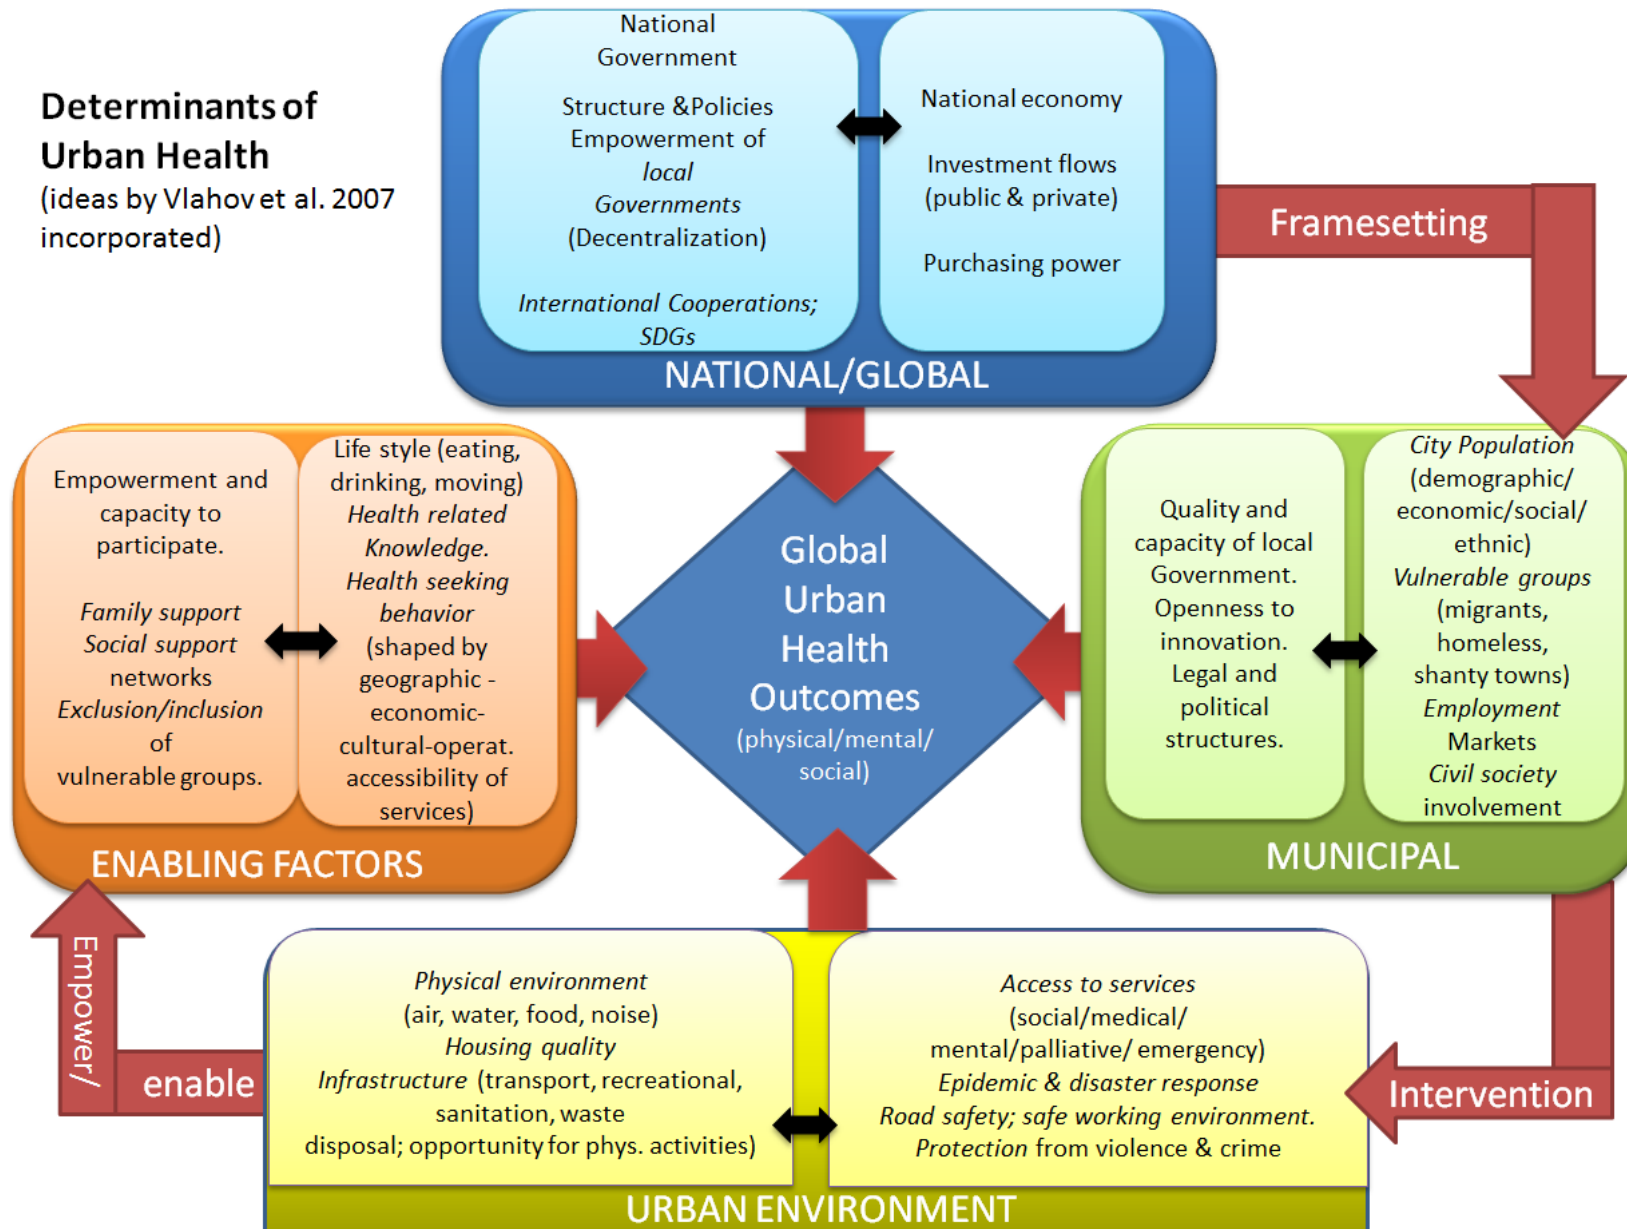 Determinants of
Urban Health
(ideas by Vlahov et al. 2007
incorporated)
National
Government
Structure &Policies
Empowerment of
local
Governments
(Decentralization)
International Cooperations;
SDGs
National economy
Investment flows
(public & private)
Purchasing power
NATIONAL/GLOBAL
Framesetting
Empowerment and
capacity to
participate.
Family support
Social support
networks
Exclusion/inclusion
of
vulnerable groups.
Life style (eating,
drinking, moving)
Health related
Knowledge.
Health seeking
behavior
(shaped by
geographic -
economic-
cultural-operat.
accessibility of
services)
ENABLING FACTORS
Global
Urban
Health
Outcomes
(physical/mental/
social)
Quality and
capacity of local
Government.
Openness to
innovation.
Legal and
political
structures.
City Population
(demographic/
economic/social/
ethnic)
Vulnerable groups
(migrants,
homeless,
shanty towns)
Employment
Markets
Civil society
involvement
MUNICIPAL
Empower/
enable
Physical environment
(air, water, food, noise)
Housing quality
Infrastructure (transport, recreational,
sanitation, waste
disposal; opportunity for phys. activities)
Access to services
(social/medical/
mental/palliative/ emergency)
Epidemic & disaster response
Road safety; safe working environment.
Protection from violence & crime
Intervention
URBAN ENVIRONMENT